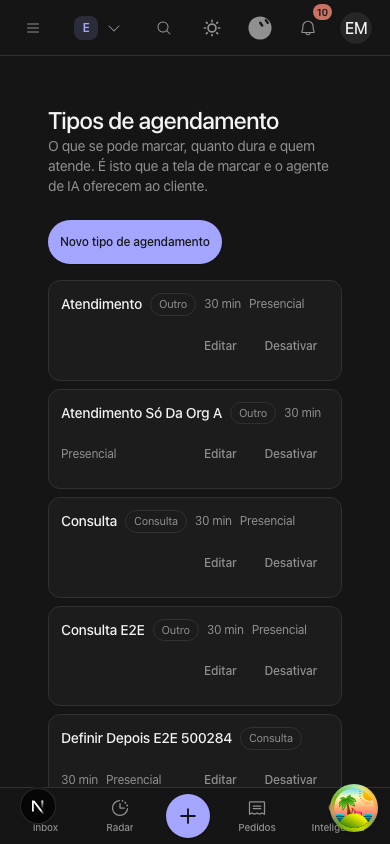 E
10
EM
Tipos de agendamento
O que se pode marcar, quanto dura e quem
atende. É isto que a tela de marcar e o agente
de IA oferecem ao cliente.
Novo tipo de agendamento
Atendimento Outro 30 min Presencial
Editar Desativar
Atendimento Só Da Org A Outro 30 min
Presencial Editar Desativar
Consulta Consulta 30 min Presencial
Editar Desativar
Consulta E2E Outro 30 min Presencial
Editar Desativar
Definir Depois E2E 500284 Consulta
30 min Presencial Editar Desativar
N
Inbox Radar Pedidos